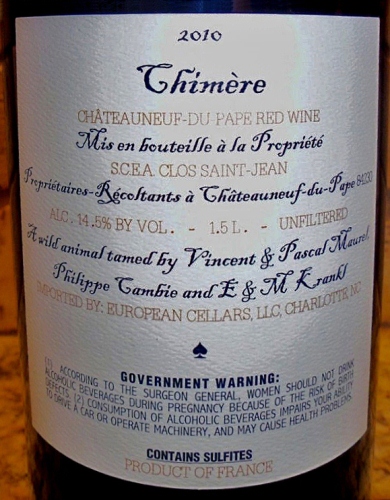 2010
Chimère
CHÂTEAUNEUF-DU-PAPE RED WINE
Mis en bouteille à la Propriété
S.C.E.A. CLOS SAINT-JEAN
Propriétaires-Récoltants à Châteauneuf-du-Pape 84230
ALC. 14.5% BY VOL. - 1.5 L. - UNFILTERED
A wild animal tamed by Vincent & Pascal Maurel,
Philippe Cambie and E & M Krankl
IMPORTED BY: EUROPEAN CELLARS, LLC, CHARLOTTE NC
GOVERNMENT WARNING:
(1). ACCORDING TO THE SURGEON GENERAL, WOMEN SHOULD NOT DRINK
ALCOHOLIC BEVERAGES DURING PREGNANCY BECAUSE OF THE RISK OF BIRTH
DEFECTS. (2) CONSUMPTION OF ALCOHOLIC BEVERAGES IMPAIRS YOUR ABILITY
TO DRIVE A CAR OR OPERATE MACHINERY, AND MAY CAUSE HEALTH PROBLEMS.
CONTAINS SULFITES
PRODUCT OF FRANCE